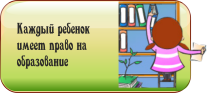 Каждый ребенок
имеет право на
образование